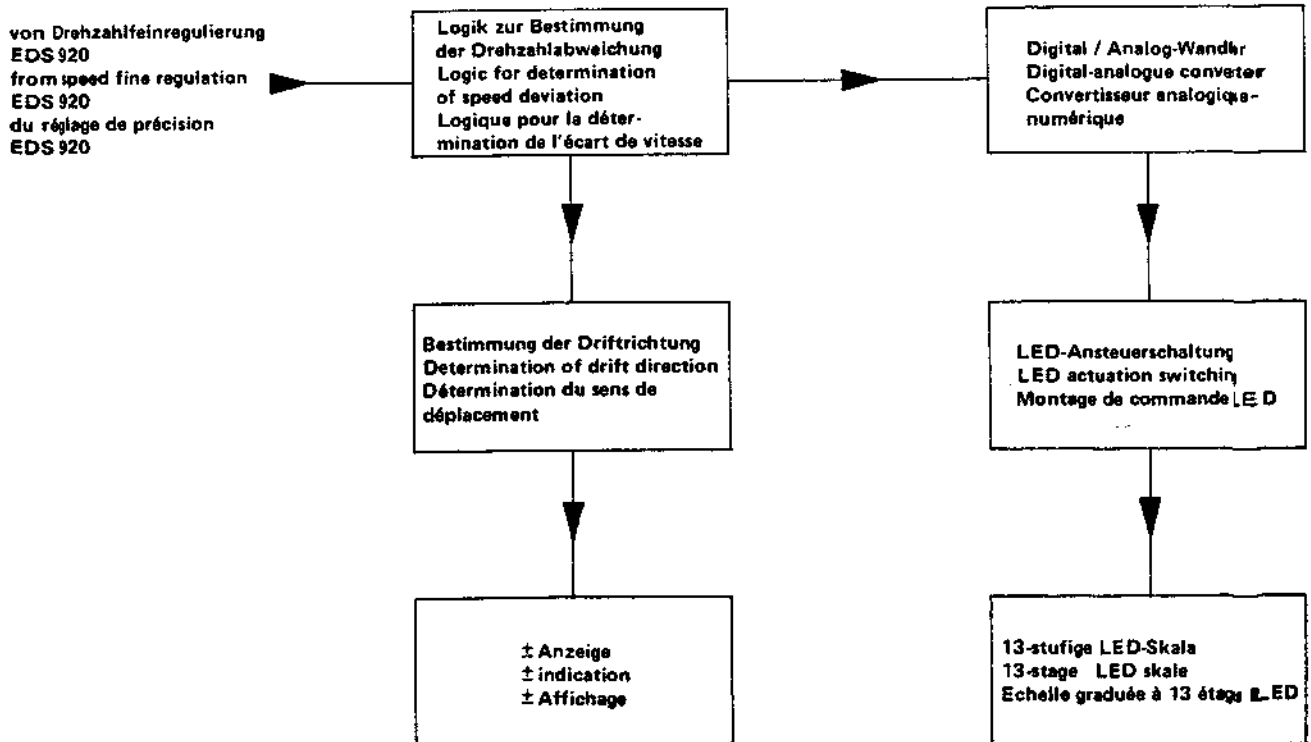 von Drehzahlfeinregulierung
EDS 920
from speed fine regulation
EDS 920
du réglage de précision
EDS 920
Logik zur Bestimmung
der Drehzahlabweichung
Logic for determination
of speed deviation
Logique pour la déter-
mination de l'écart de vitesse
Digital / Analog-Wandler
Digital-analogue converter
Convertisseur analogique-
numérique
Bestimmung der Driftrichtung
Determination of drift direction
Détermination du sens de
déplacement
LED-Ansteuerschaltung
LED actuation switchin
Montage de commande LED
± Anzeige
± indication
± Affichage
13-stufige LED-Skala
13-stage LED skale
Echelle graduée à 13 étags LED